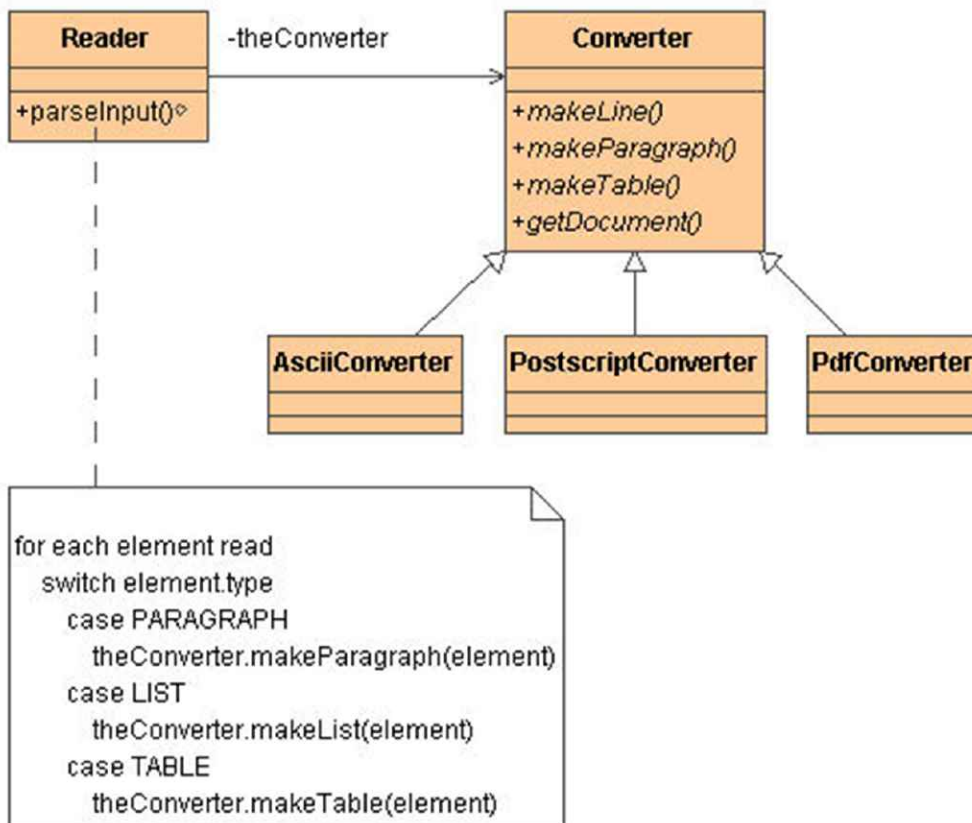 Reader
+parseInput()
-theConverter
Converter
+makeLine()
+makeParagraph()
+makeTable()
+getDocument()
AsciiConverter
PostscriptConverter
PdfConverter
for each element read
switch element.type
case PARAGRAPH
theConverter.makeParagraph(element)
case LIST
theConverter.makeList(element)
case TABLE
theConverter.makeTable(element)